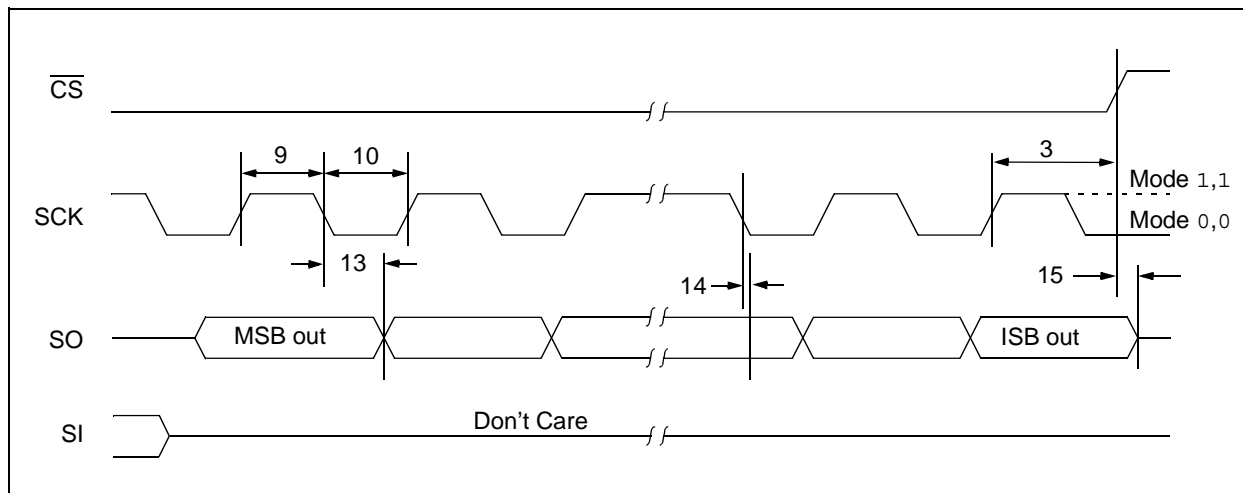 CS
9
10
3
Mode 1,1
SCK
Mode 0,0
13
14
15
SO
MSB out
ISB out
Don't Care
SI